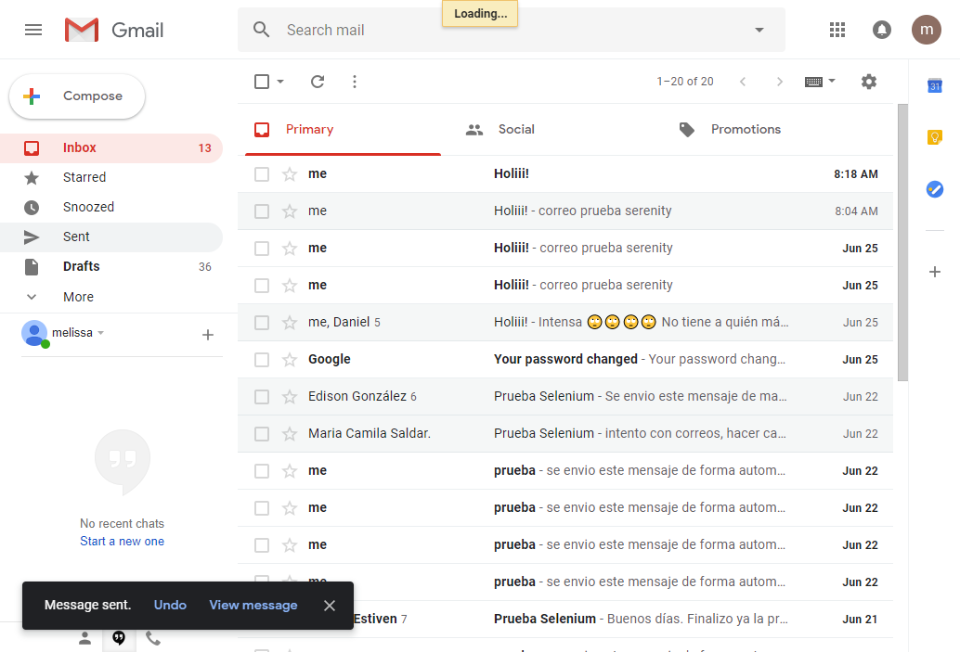 Loading...
Gmail
Search mail
m
Compose
1–20 of 20
31
Primary
Social
Promotions
Inbox 13
Starred
Snoozed
Sent
Drafts 36
More
melissa
No recent chats
Start a new one
me Holiii! 8:18 AM
me Holiii! - correo prueba serenity 8:04 AM
me Holiii! - correo prueba serenity Jun 25
me Holiii! - correo prueba serenity Jun 25
me, Daniel 5 Holiii! - Intensa 🙄🙄🙄🙄 No tiene a quién má… Jun 25
Google Your password changed - Your password chang… Jun 25
Edison González 6 Prueba Selenium - Se envio este mensaje de ma… Jun 22
Maria Camila Saldar. Prueba Selenium - intento con correos, hacer ca… Jun 22
me prueba - se envio este mensaje de forma autom… Jun 22
me prueba - se envio este mensaje de forma autom… Jun 22
me prueba - se envio este mensaje de forma autom… Jun 22
me prueba - se envio este mensaje de forma autom… Jun 22
Estiven 7 Prueba Selenium - Buenos días. Finalizo ya la pr… Jun 21
Message sent. Undo View message